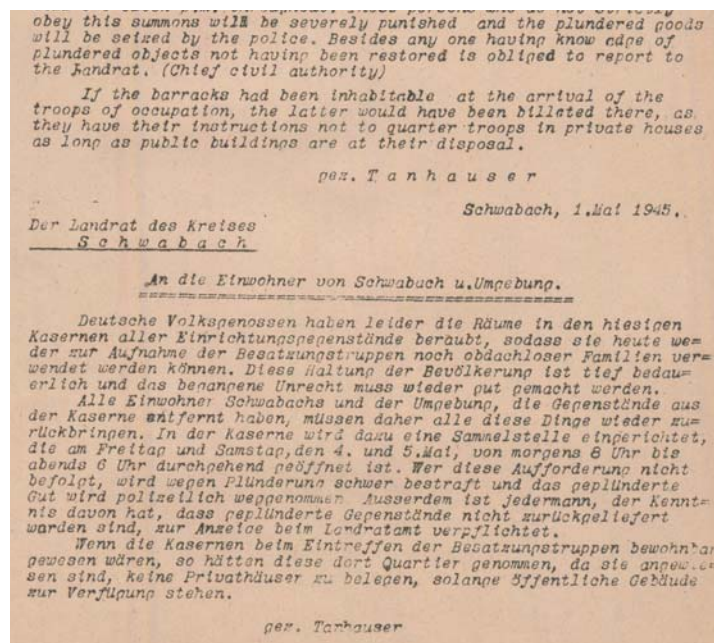 obey this summons will be severely punished and the plundered goods
will be seized by the police. Besides any one having know edge of
plundered objects not having been restored is obliged to report to
the Landrat. (Chief civil authority)
If the barracks had been inhabitable at the arrival of the
troops of occupation, the latter would have been billeted there, as
they have their instructions not to quarter troops in private houses
as long as public buildings are at their disposal.
gez. Tanhauser
Schwabach, 1.Mai 1945.
Der Landrat des Kreises
Schwabach
An die Einwohner von Schwabach u.Umgebung.
Deutsche Volksgenossen haben leider die Räume in den hiesigen
Kasernen aller Einrichtungsgegenstände beraubt, sodass sie heute we=
der zur Aufnahme der Besatzungstruppen noch obdachloser Familien ver=
wendet werden können. Diese Haltung der Bevölkerung ist tief bedau=
erlich und das begangene Unrecht muss wieder gut gemacht werden.
Alle Einwohner Schwabachs und der Umgebung, die Gegenstände aus
der Kaserne entfernt haben, müssen daher alle diese Dinge wieder zu=
rückbringen. In der Kaserne wird dazu eine Sammelstelle eingerichtet,
die am Freitag und Samstag,den 4. und 5.Mai, von morgens 8 Uhr bis
abends 6 Uhr durchgehend geöffnet ist. Wer diese Aufforderung nicht
befolgt, wird wegen Plünderung schwer bestraft und das geplünderte
Gut wird polizeilich weggenommen Ausserdem ist jedermann, der Kennt=
nis davon hat, dass geplünderte Gegenstände nicht zurückgeliefert
worden sind, zur Anzeige beim Landratamt verpflichtet.
Wenn die Kasernen beim Eintreffen der Besatzungstruppen bewohnbar
gewesen wären, so hätten diese dort Quartier genommen, da sie angewie=
sen sind, keine Privathäuser zu belegen, solange öffentliche Gebäude
zur Verfügung stehen.
gez. Tanhauser